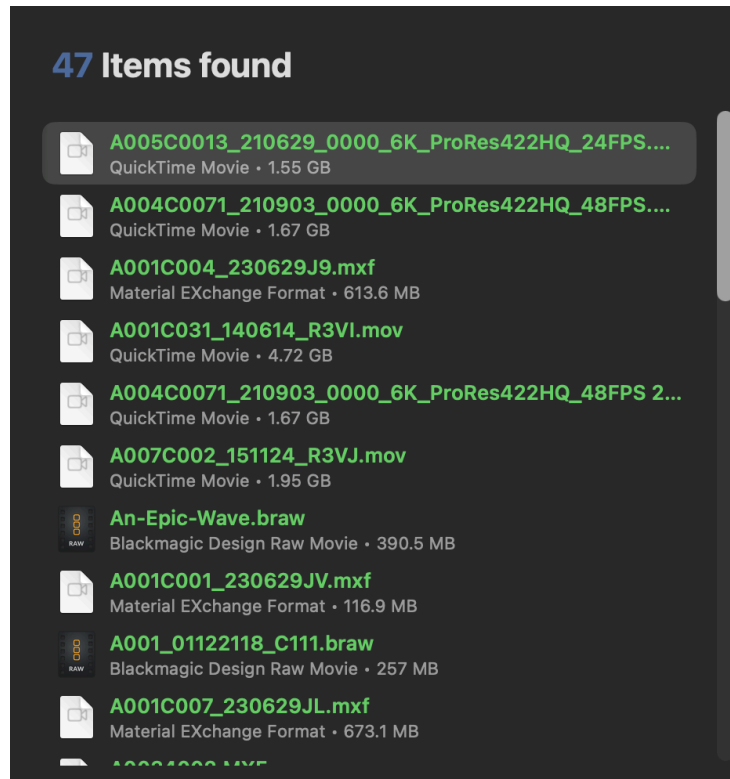 47 Items found
A005C0013_210629_0000_6K_ProRes422HQ_24FPS....
QuickTime Movie • 1.55 GB
A004C0071_210903_0000_6K_ProRes422HQ_48FPS....
QuickTime Movie • 1.67 GB
A001C004_230629J9.mxf
Material EXchange Format • 613.6 MB
A001C031_140614_R3VI.mov
QuickTime Movie • 4.72 GB
A004C0071_210903_0000_6K_ProRes422HQ_48FPS 2...
QuickTime Movie • 1.67 GB
A007C002_151124_R3VJ.mov
QuickTime Movie • 1.95 GB
RAW
An-Epic-Wave.braw
Blackmagic Design Raw Movie • 390.5 MB
A001C001_230629JV.mxf
Material EXchange Format • 116.9 MB
RAW
A001_01122118_C111.braw
Blackmagic Design Raw Movie • 257 MB
A001C007_230629JL.mxf
Material EXchange Format • 673.1 MB